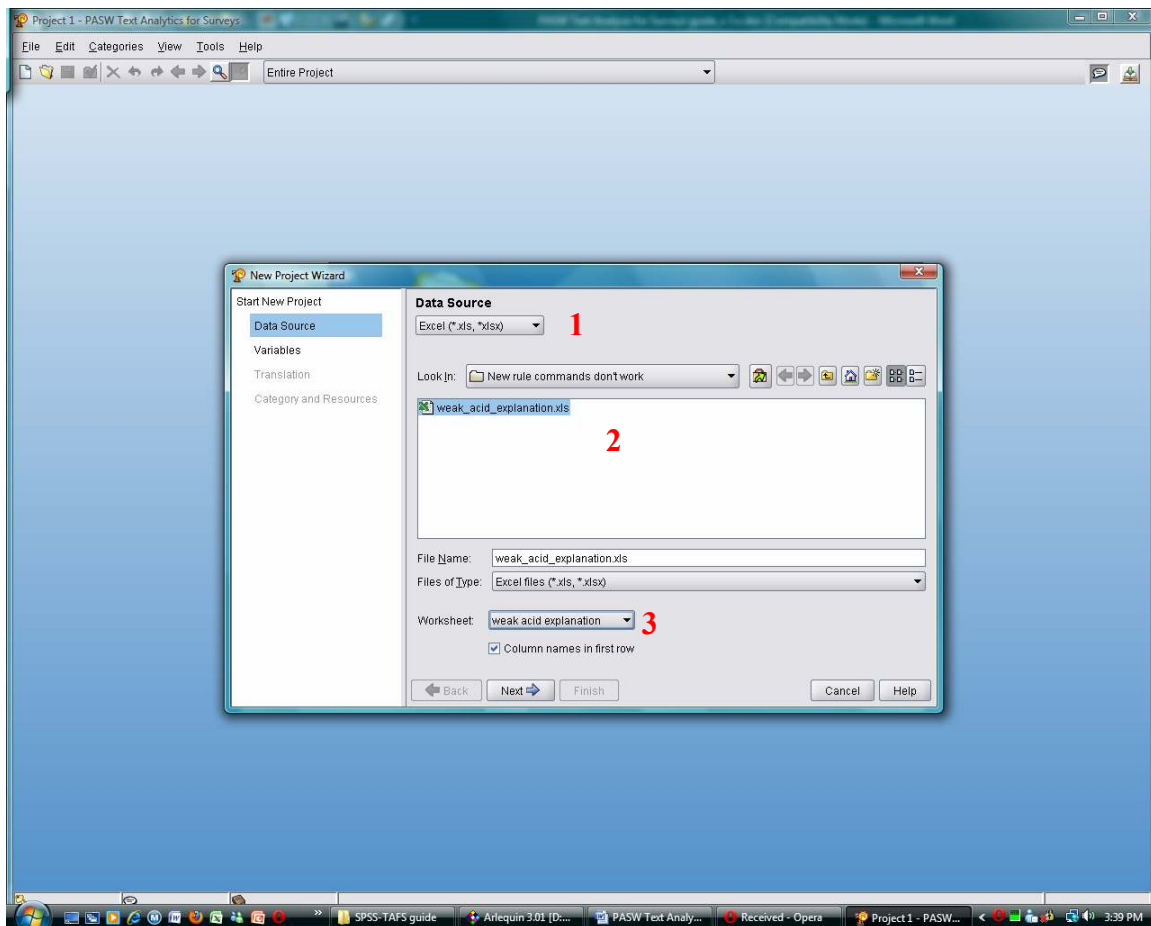 Project 1 - PASW Text Analytics for Surveys
File Edit Categories View Tools Help
Entire Project
New Project Wizard
Start New Project
Data Source
Variables
Translation
Category and Resources
Data Source
Excel (*.xls, *xlsx) 1
Look In: New rule commands don't work
weak_acid_explanation.xls
2
File Name: weak_acid_explanation.xls
Files of Type: Excel files (*.xls, *.xlsx)
Worksheet: weak acid explanation 3
Column names in first row
Back Next Finish Cancel Help
» SPSS-TAFS guide Arlequin 3.01 [D:... PASW Text Analy... Received - Opera Project 1 - PASW... < 3:39 PM